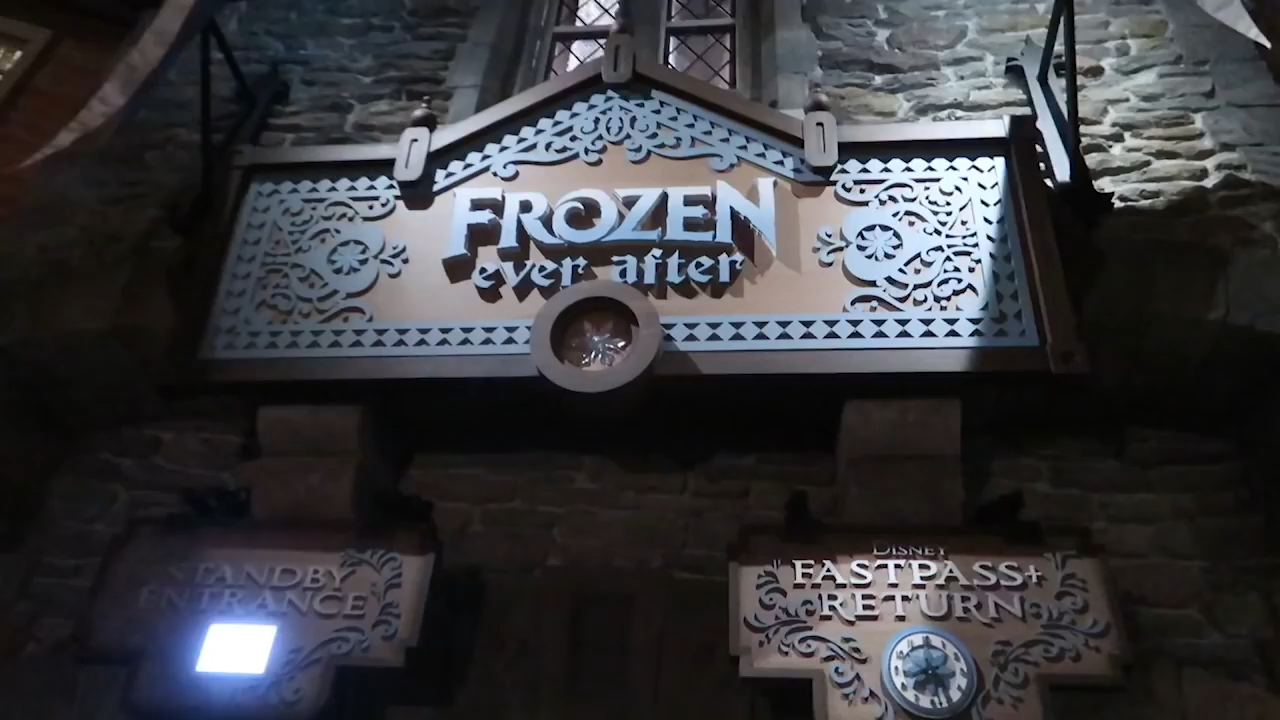 FROZEN
ever after
STANDBY
ENTRANCE
DISNEY
FASTPASS+
RETURN